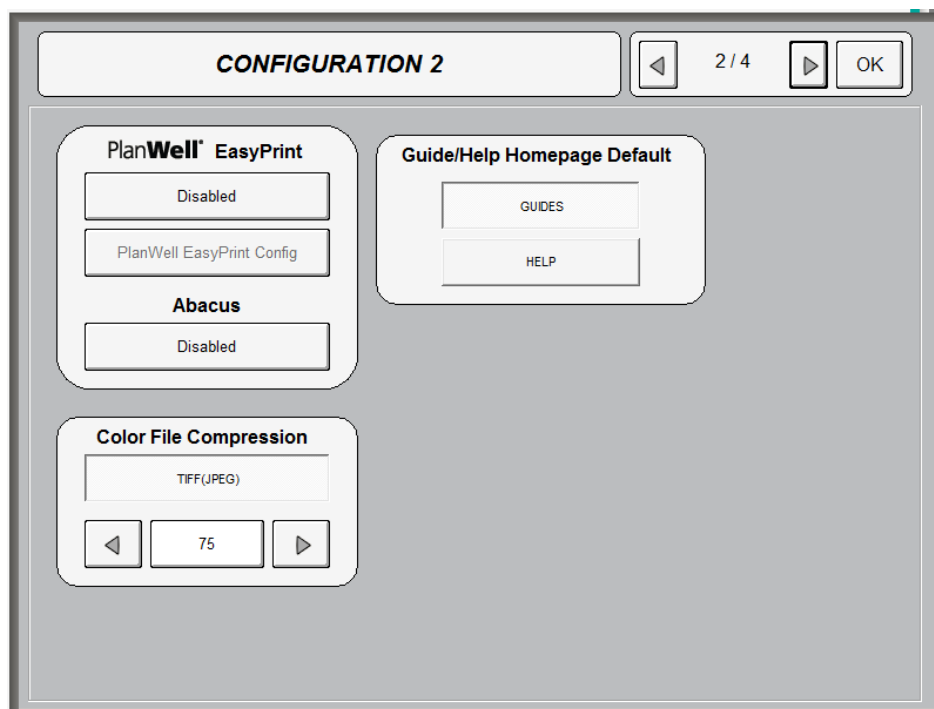 CONFIGURATION 2
2 / 4
OK
PlanWell® EasyPrint
Disabled
PlanWell EasyPrint Config
Abacus
Disabled
Guide/Help Homepage Default
GUIDES
HELP
Color File Compression
TIFF(JPEG)
75